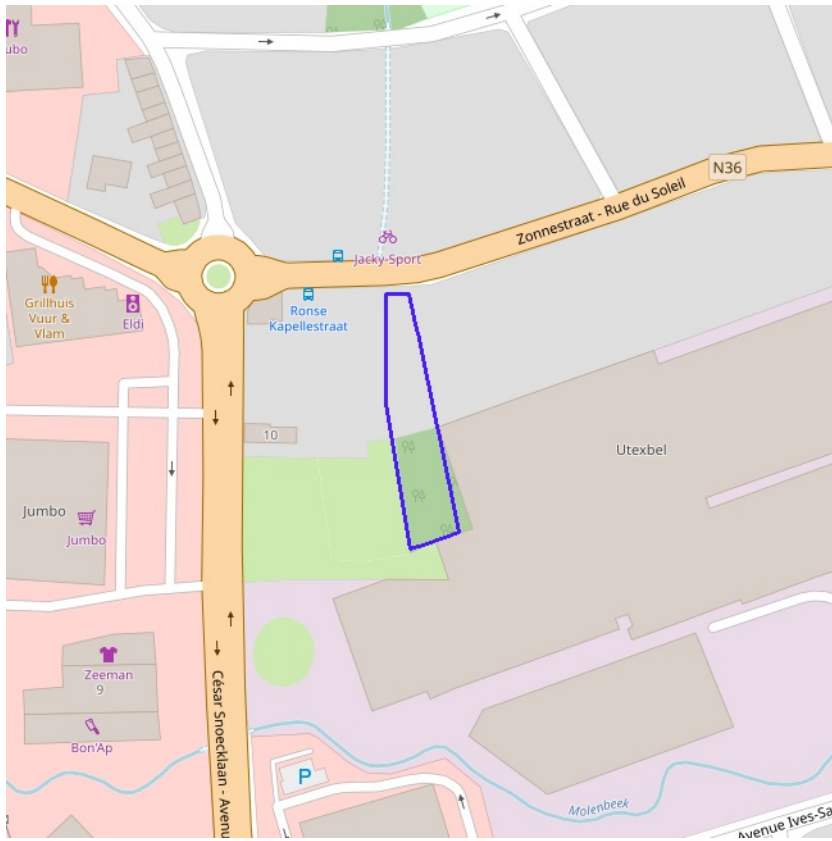 ubo
N36
Zonnestraat - Rue du Soleil
Jacky-Sport
Grillhuis
Vuur &
Vlam
Eldi
Ronse
Kapellestraat
10
Utexbel
Jumbo
Jumbo
Zeeman
9
Bon'Ap
César Snoecklaan - Avenu
P
Molenbeek
Avenue Ives-Sa